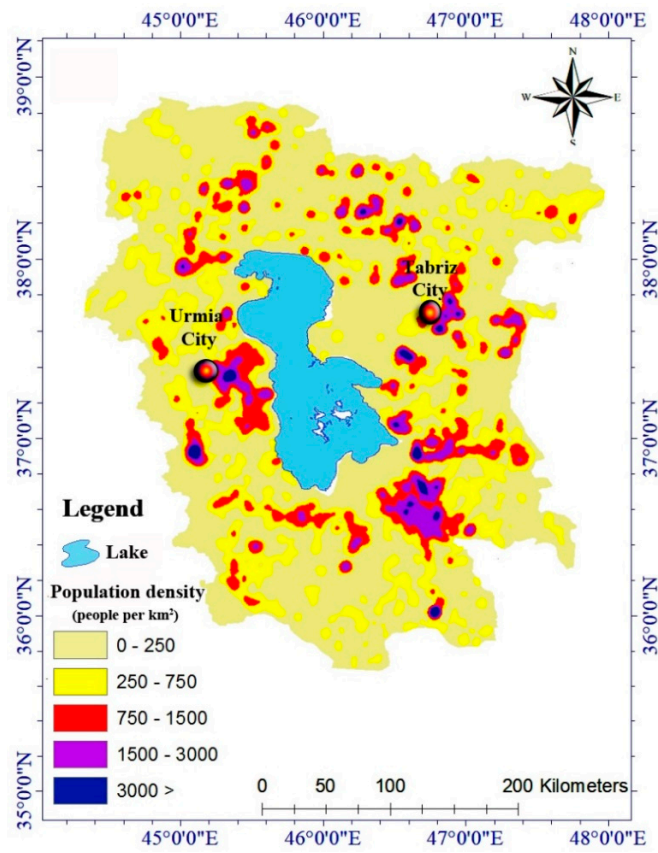 45°0'0"E 46°0'0"E 47°0'0"E 48°0'0"E
39°0'0"N
39°0'0"N
N
W E
S
38°0'0"N
38°0'0"N
Labriz
City
Urmia
City
37°0'0"N
37°0'0"N
Legend
Lake
Population density
(people per km²)
0 - 250
250 - 750
750 - 1500
1500 - 3000
3000 >
36°0'0"N
36°0'0"N
35°0'0"N
35°0'0"N
0 50 100 200 Kilometers
45°0'0"E 46°0'0"E 47°0'0"E 48°0'0"E